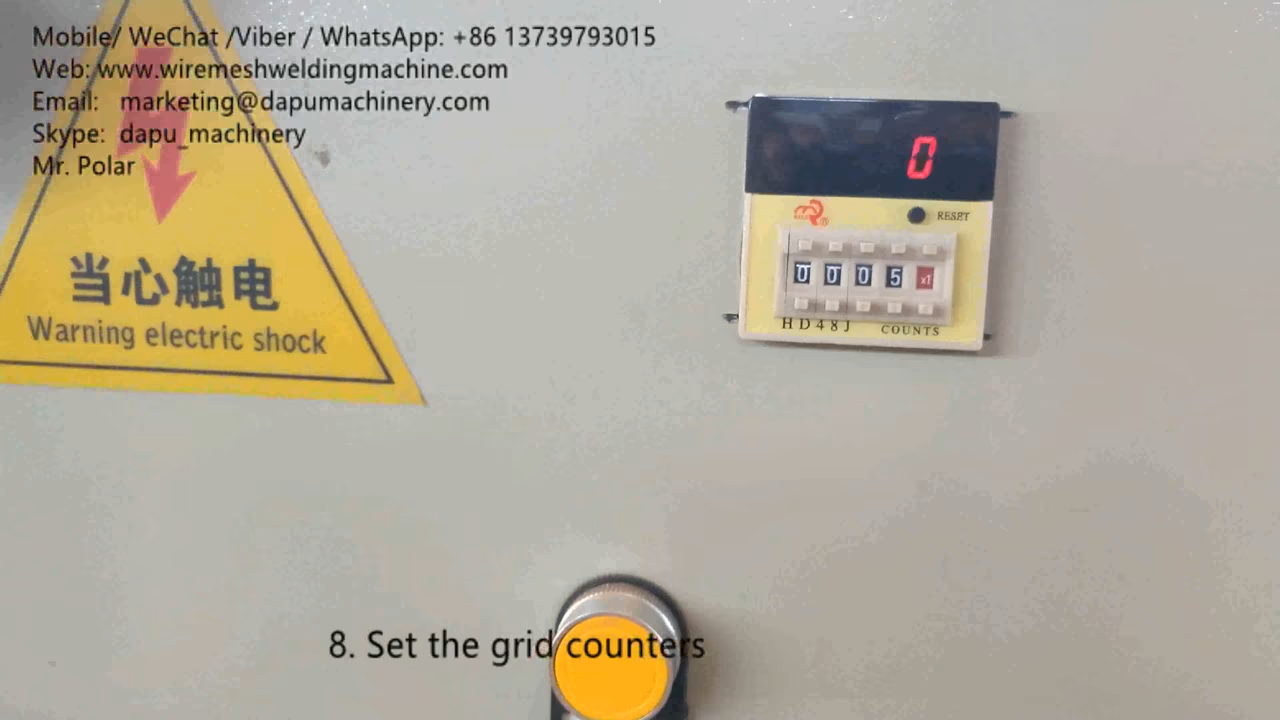 Mobile/ WeChat /Viber / WhatsApp: +86 13739793015
Web: www.wiremeshweldingmachine.com
Email: marketing@dapumachinery.com
Skype: dapu_machinery
Mr. Polar
当心触电
Warning electric shock
0
RESET
0 0 0 5 x1
HD48J COUNTS
8. Set the grid counters